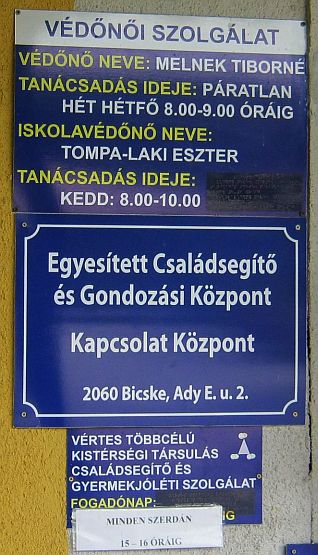 VÉDŐNŐI SZOLGÁLAT
VÉDŐNŐ NEVE: MELNEK TIBORNÉ
TANÁCSADÁS IDEJE: PÁRATLAN
HÉT HÉTFŐ 8.00-9.00 ÓRÁIG
ISKOLAVÉDŐNŐ NEVE:
TOMPA-LAKI ESZTER
TANÁCSADÁS IDEJE:
KEDD: 8.00-10.00
Egyesített Családsegítő
és Gondozási Központ
Kapcsolat Központ
2060 Bicske, Ady E. u. 2.
VÉRTES TÖBBCÉLÚ
KISTÉRSÉGI TÁRSULÁS
CSALÁDSEGÍTŐ ÉS
GYERMEKJÓLÉTI SZOLGÁLAT
FOGADÓNAP:
MINDEN SZERDÁN
15 – 16 ÓRÁIG